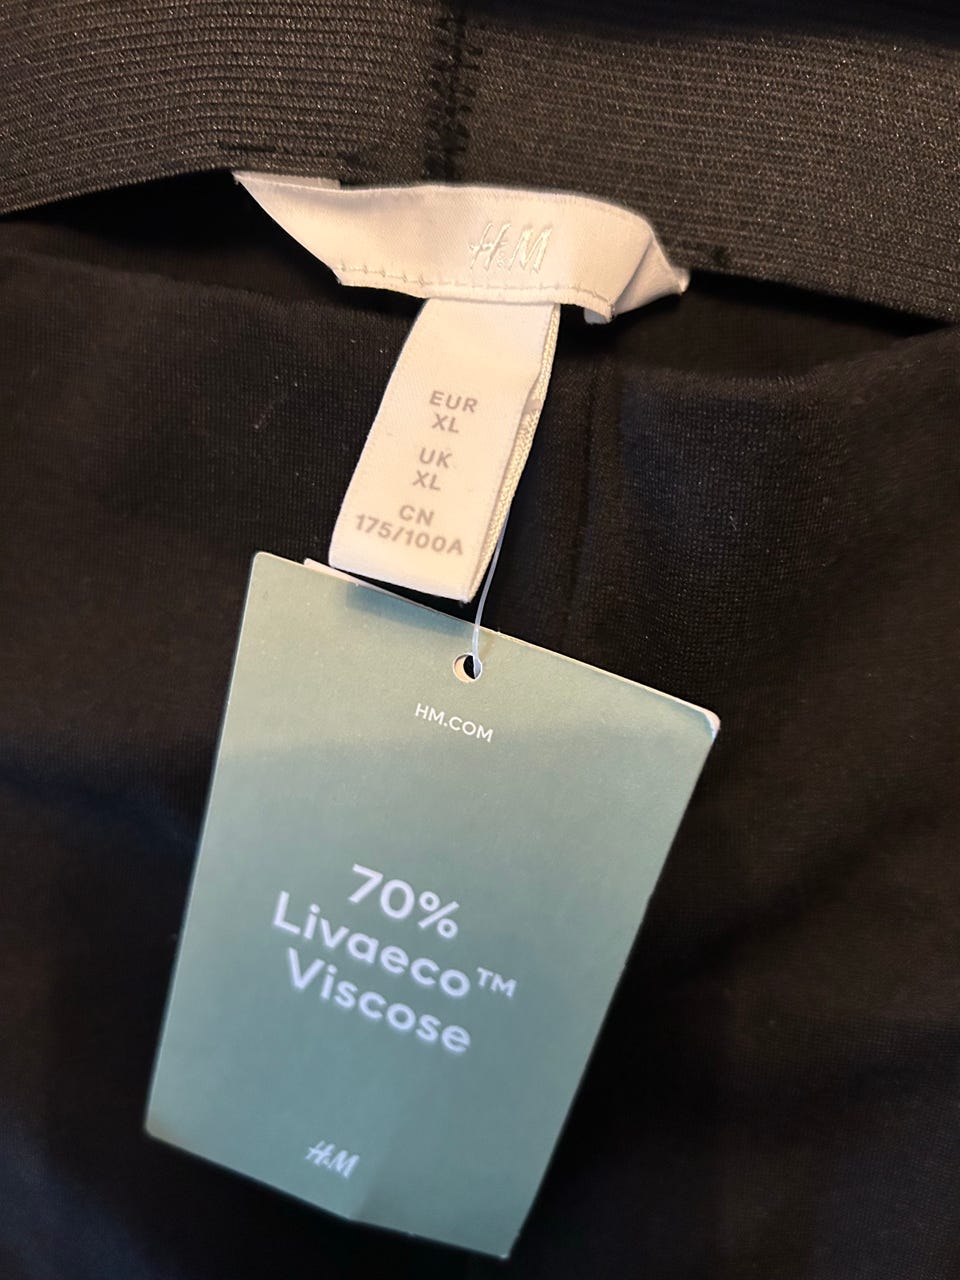 H&M
EUR
XL
UK
XL
CN
175/100A
HM.COM
70%
Livaeco™
Viscose
H&M